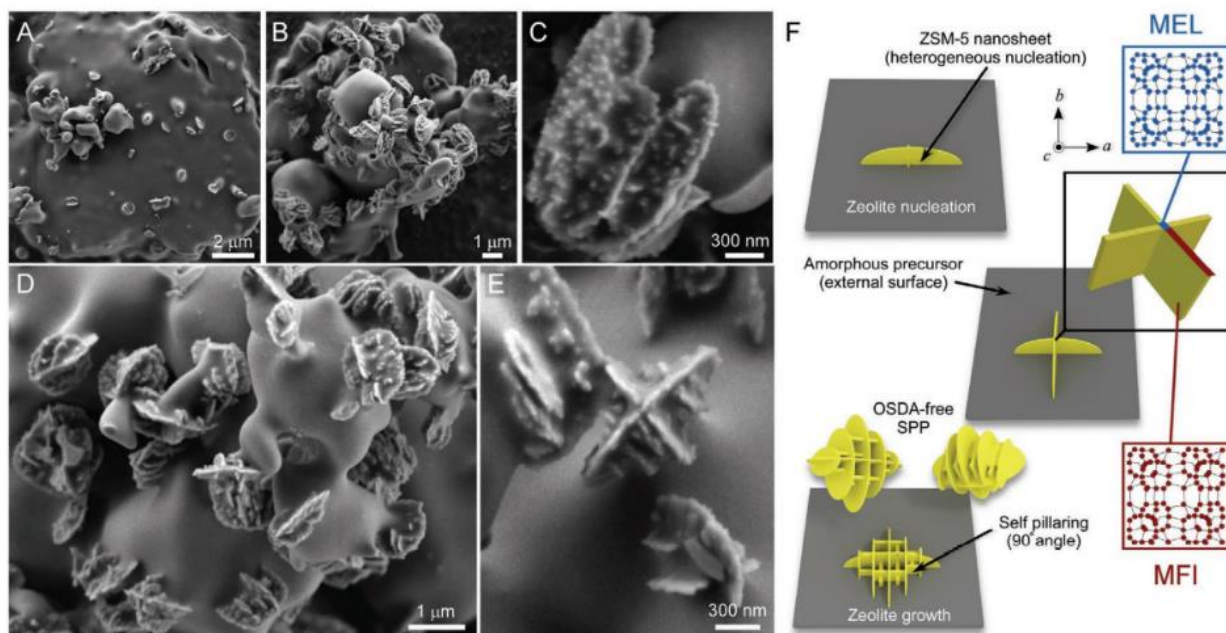 A
2 μm
B
1 μm
C
300 nm
D
1 μm
E
300 nm
F
ZSM-5 nanosheet
(heterogeneous nucleation)
MEL
b
c
a
Zeolite nucleation
Amorphous precursor
(external surface)
OSDA-free
SPP
Self pillaring
(90° angle)
Zeolite growth
MFI